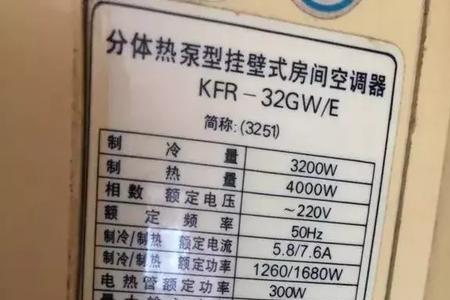 分体热泵型挂壁式房间空调器
KFR-32GW/E
简称:(3251)
制 冷 量 3200W
制 热 量 4000W
相数 额定电压 ~220V
额 定 频 率 50Hz
制冷/制热 额定电流 5.8/7.6A
制冷/制热 额定功率 1260/1680W
电热管额定功率 300W